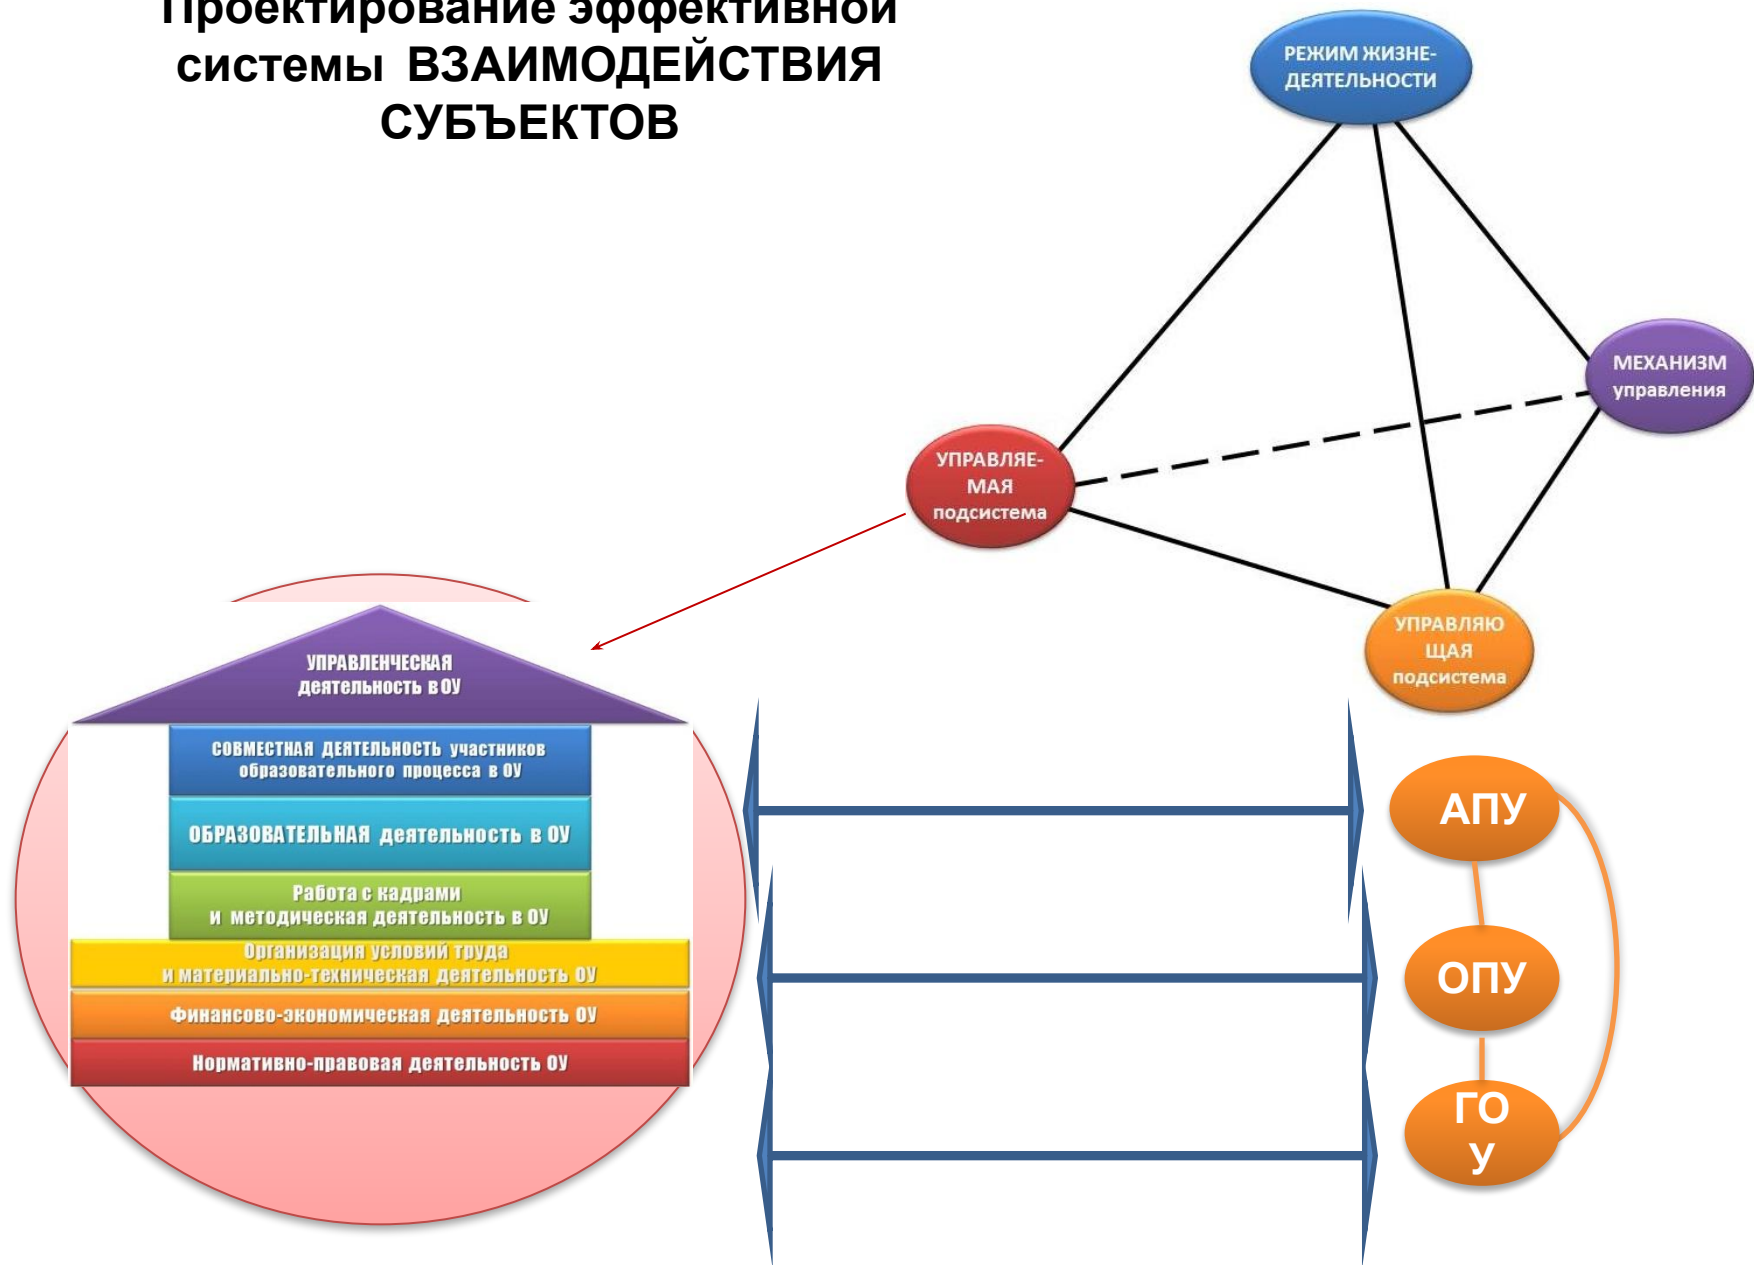 Проектирование эффективной
системы ВЗАИМОДЕЙСТВИЯ
СУБЪЕКТОВ
РЕЖИМ ЖИЗНЕ-
ДЕЯТЕЛЬНОСТИ
МЕХАНИЗМ
управления
УПРАВЛЯЕ-
МАЯ
подсистема
УПРАВЛЯЮ
ЩАЯ
подсистема
УПРАВЛЕНЧЕСКАЯ
деятельность в ОУ
СОВМЕСТНАЯ ДЕЯТЕЛЬНОСТЬ участников
образовательного процесса в ОУ
ОБРАЗОВАТЕЛЬНАЯ деятельность в ОУ
Работа с кадрами
и методическая деятельность в ОУ
Организация условий труда
и материально-техническая деятельность ОУ
Финансово-экономическая деятельность ОУ
Нормативно-правовая деятельность ОУ
АПУ
ОПУ
ГО
У